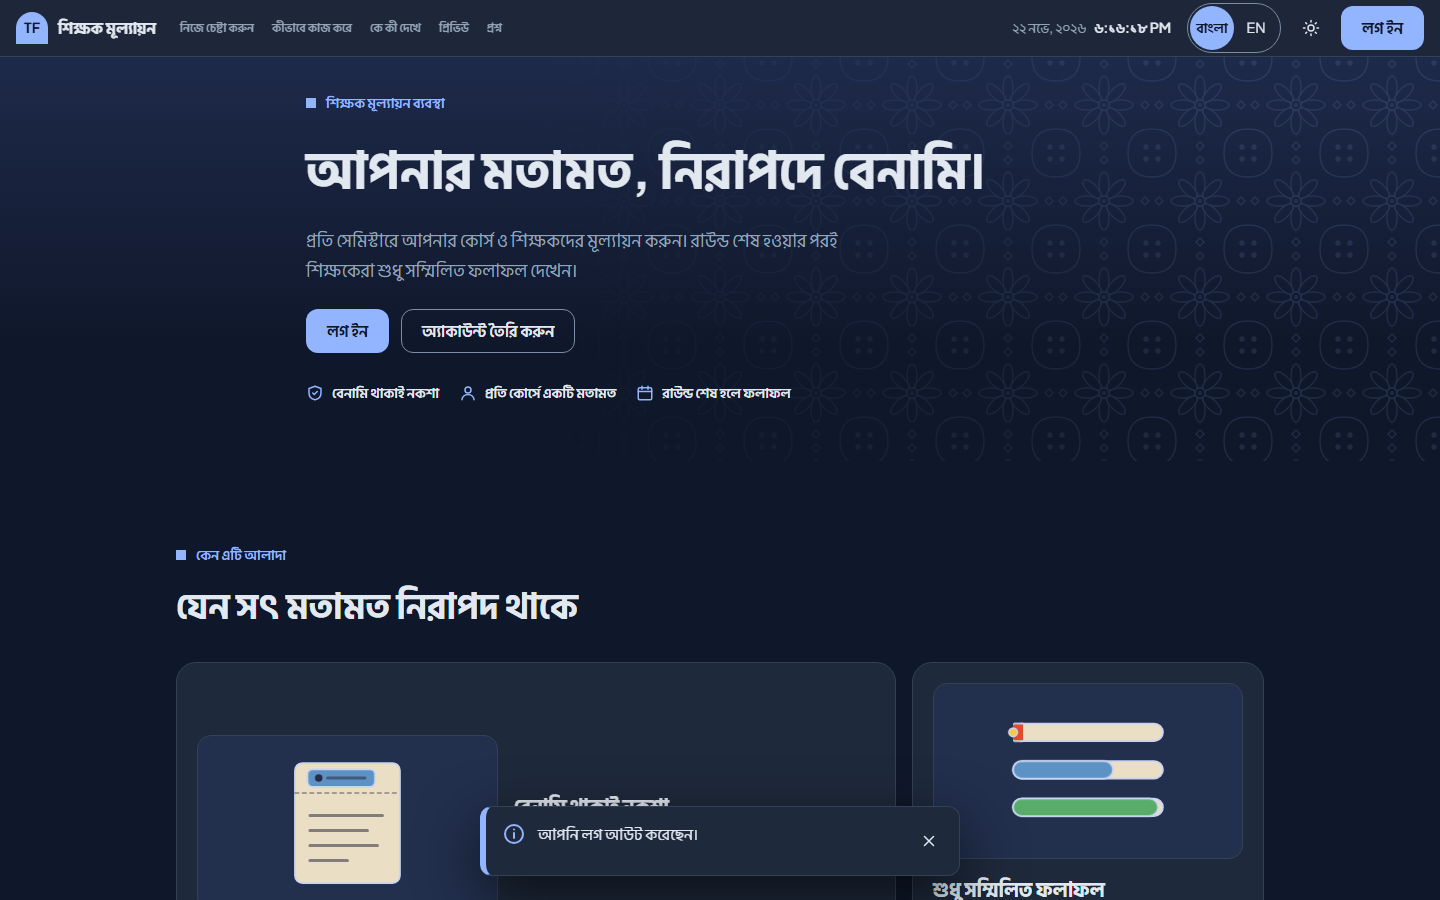 TF শিক্ষক মূল্যায়ন নিজে চেষ্টা করুন কীভাবে কাজ করে কে কী দেখে প্রিভিউ প্রশ্ন ২২ নভে, ২০২৬ ৬:১৬:১৮ PM বাংলা EN লগ ইন
শিক্ষক মূল্যায়ন ব্যবস্থা
আপনার মতামত, নিরাপদে বেনামি।
প্রতি সেমিস্টারে আপনার কোর্স ও শিক্ষকদের মূল্যায়ন করুন। রাউন্ড শেষ হওয়ার পরই
শিক্ষকেরা শুধু সম্মিলিত ফলাফল দেখেন।
লগ ইন অ্যাকাউন্ট তৈরি করুন
বেনামি থাকাই নকশা প্রতি কোর্সে একটি মতামত রাউন্ড শেষ হলে ফলাফল
কেন এটি আলাদা
যেন সৎ মতামত নিরাপদ থাকে
বেনামি থাকাই নকশা
আপনি লগ আউট করেছেন।
শুধু সম্মিলিত ফলাফল